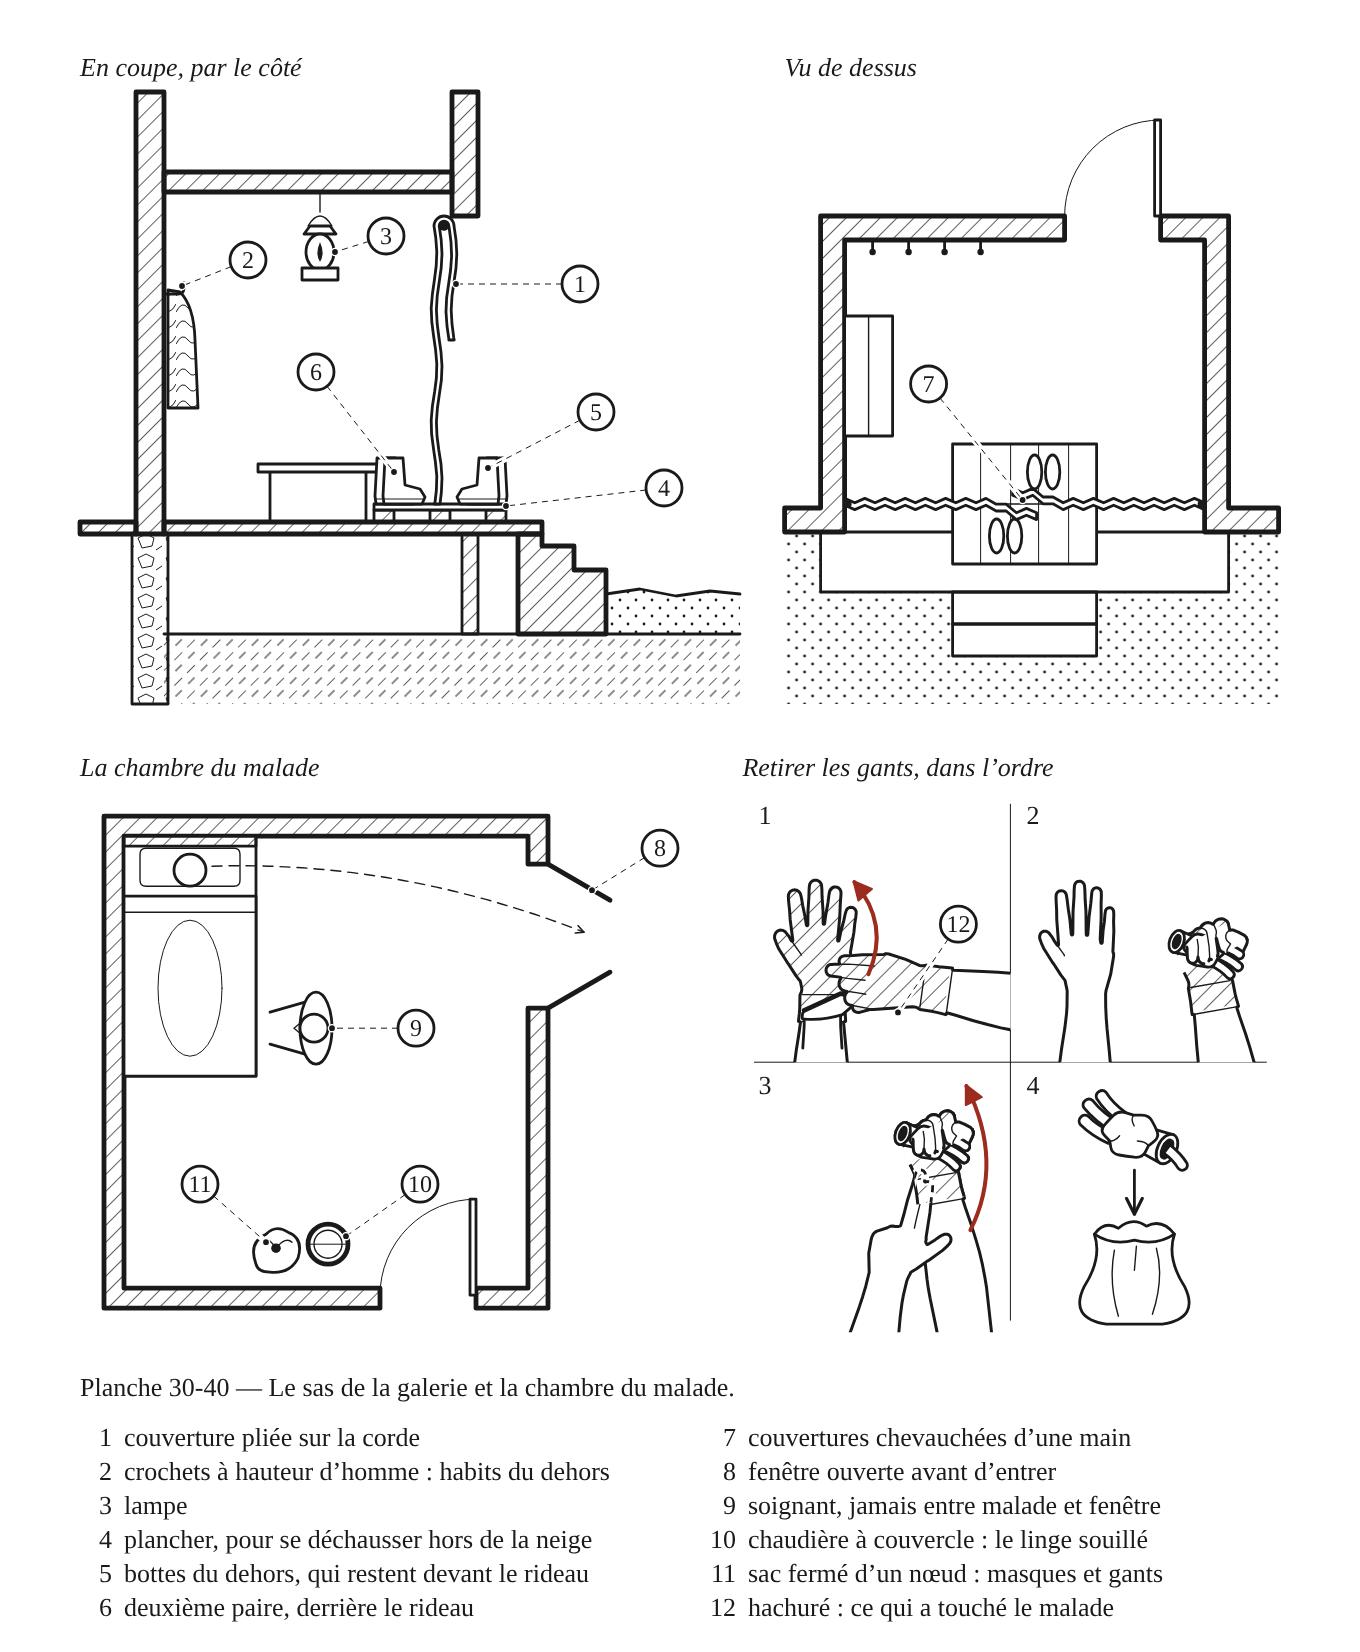 En coupe, par le côté
Vu de dessus
2
3
1
6
5
4
7
La chambre du malade
8
9
11
10
Retirer les gants, dans l’ordre
1
2
12
3
4
Planche 30-40 — Le sas de la galerie et la chambre du malade.
1 couverture pliée sur la corde
2 crochets à hauteur d’homme : habits du dehors
3 lampe
4 plancher, pour se déchausser hors de la neige
5 bottes du dehors, qui restent devant le rideau
6 deuxième paire, derrière le rideau
7 couvertures chevauchées d’une main
8 fenêtre ouverte avant d’entrer
9 soignant, jamais entre malade et fenêtre
10 chaudière à couvercle : le linge souillé
11 sac fermé d’un nœud : masques et gants
12 hachuré : ce qui a touché le malade